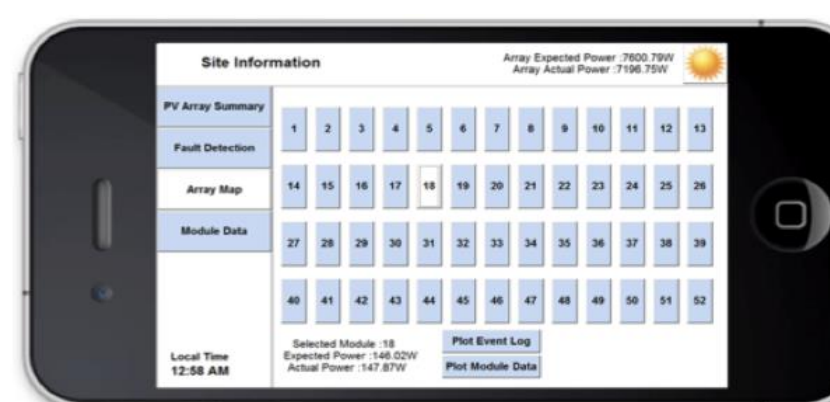 Site Information
Array Expected Power :7600.79W
Array Actual Power :7196.75W
PV Array Summary
Fault Detection
Array Map
Module Data
1 2 3 4 5 6 7 8 9 10 11 12 13
14 15 16 17 18 19 20 21 22 23 24 25 26
27 28 29 30 31 32 33 34 35 36 37 38 39
40 41 42 43 44 45 46 47 48 49 50 51 52
Selected Module :18
Expected Power :146.02W
Actual Power :147.87W
Plot Event Log
Plot Module Data
Local Time
12:58 AM